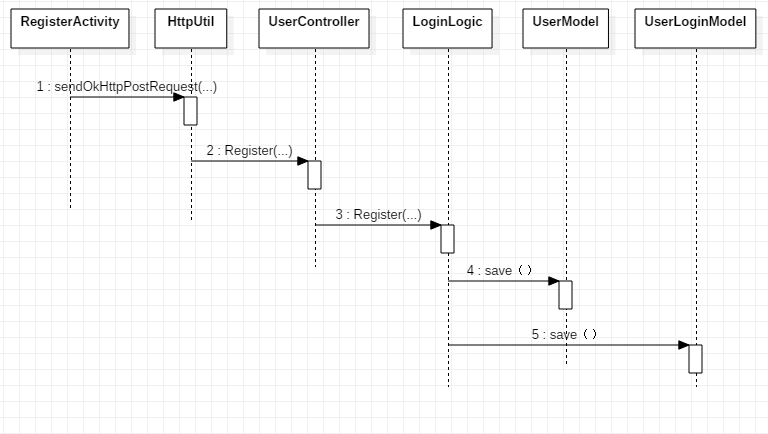 RegisterActivity
HttpUtil
UserController
LoginLogic
UserModel
UserLoginModel
1 : sendOkHttpPostRequest(...)
2 : Register(...)
3 : Register(...)
4 : save（）
5 : save（）